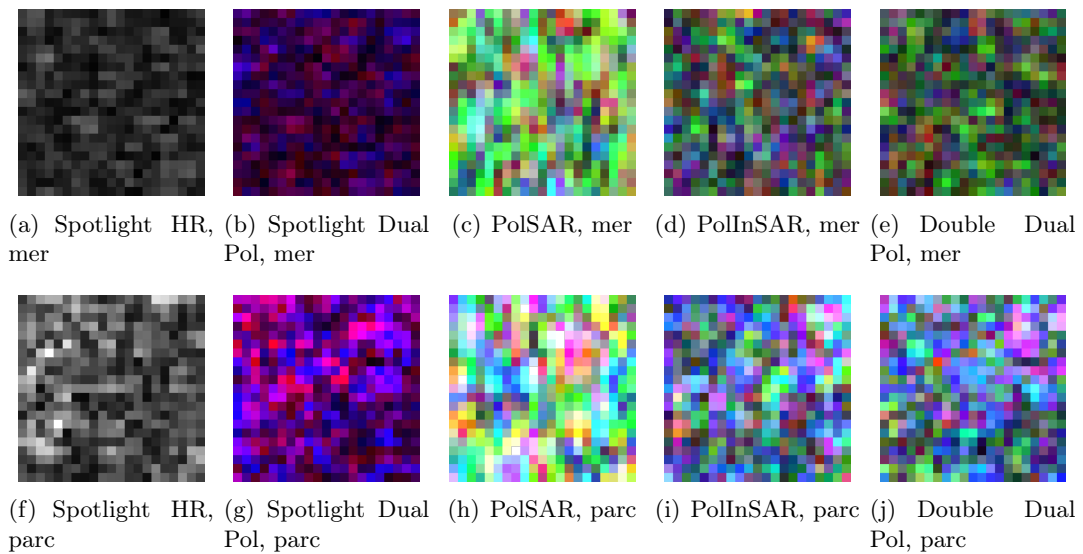 (a) Spotlight HR, mer
(b) Spotlight Dual Pol, mer
(c) PolSAR, mer
(d) PolInSAR, mer
(e) Double Dual Pol, mer
(f) Spotlight HR, parc
(g) Spotlight Dual Pol, parc
(h) PolSAR, parc
(i) PolInSAR, parc
(j) Double Dual Pol, parc